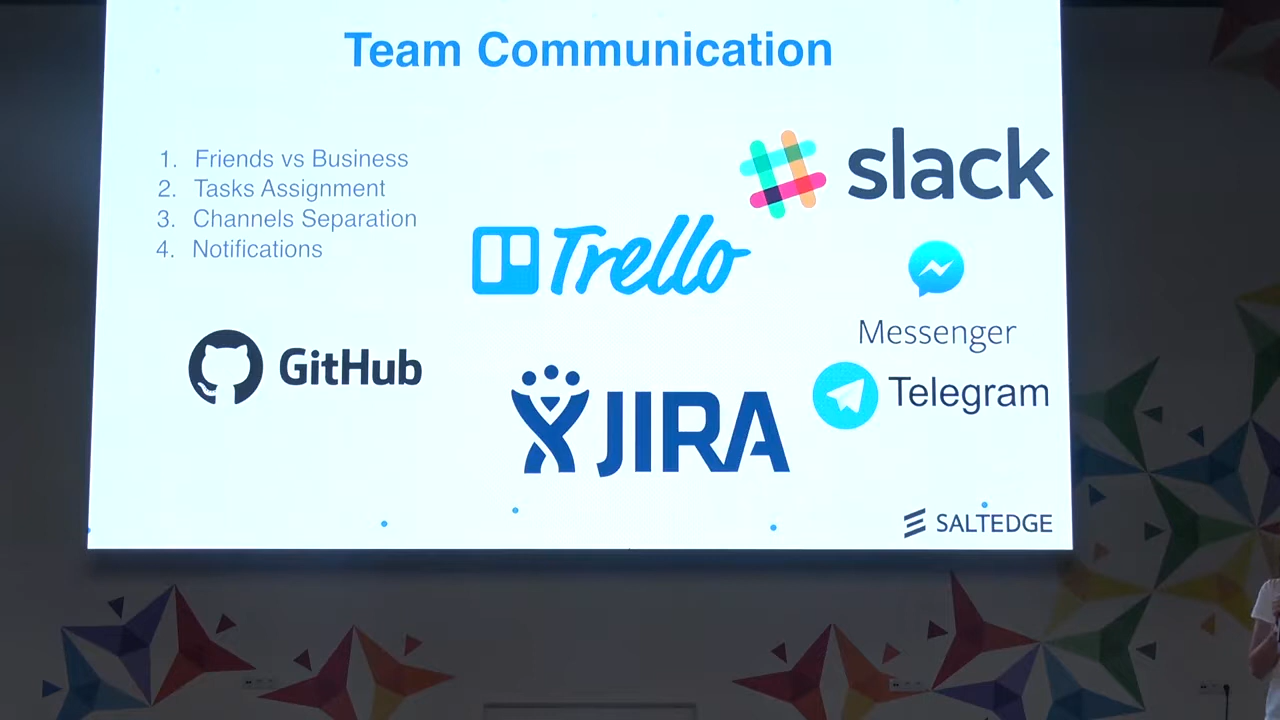 Team Communication
1. Friends vs Business
2. Tasks Assignment
3. Channels Separation
4. Notifications
slack
Trello
Messenger
GitHub
Telegram
JIRA
SALTEDGE